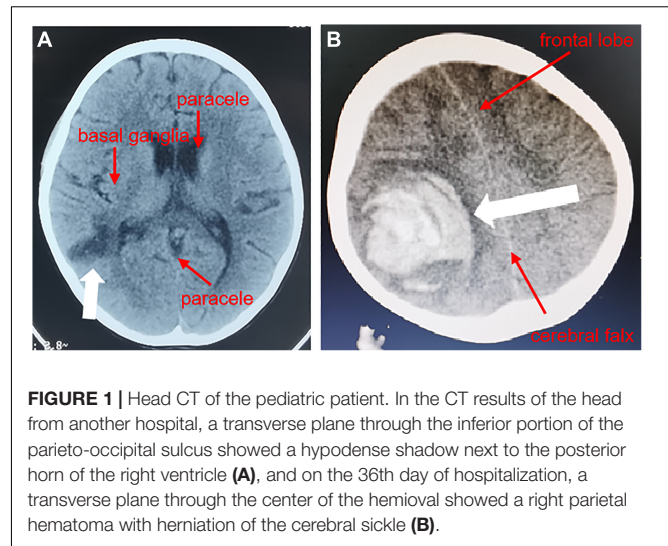 A
B
frontal lobe
paracele
basal ganglia
paracele
cerebral falx
FIGURE 1 | Head CT of the pediatric patient. In the CT results of the head
from another hospital, a transverse plane through the inferior portion of the
parieto-occipital sulcus showed a hypodense shadow next to the posterior
horn of the right ventricle (A), and on the 36th day of hospitalization, a
transverse plane through the center of the hemioval showed a right parietal
hematoma with herniation of the cerebral sickle (B).